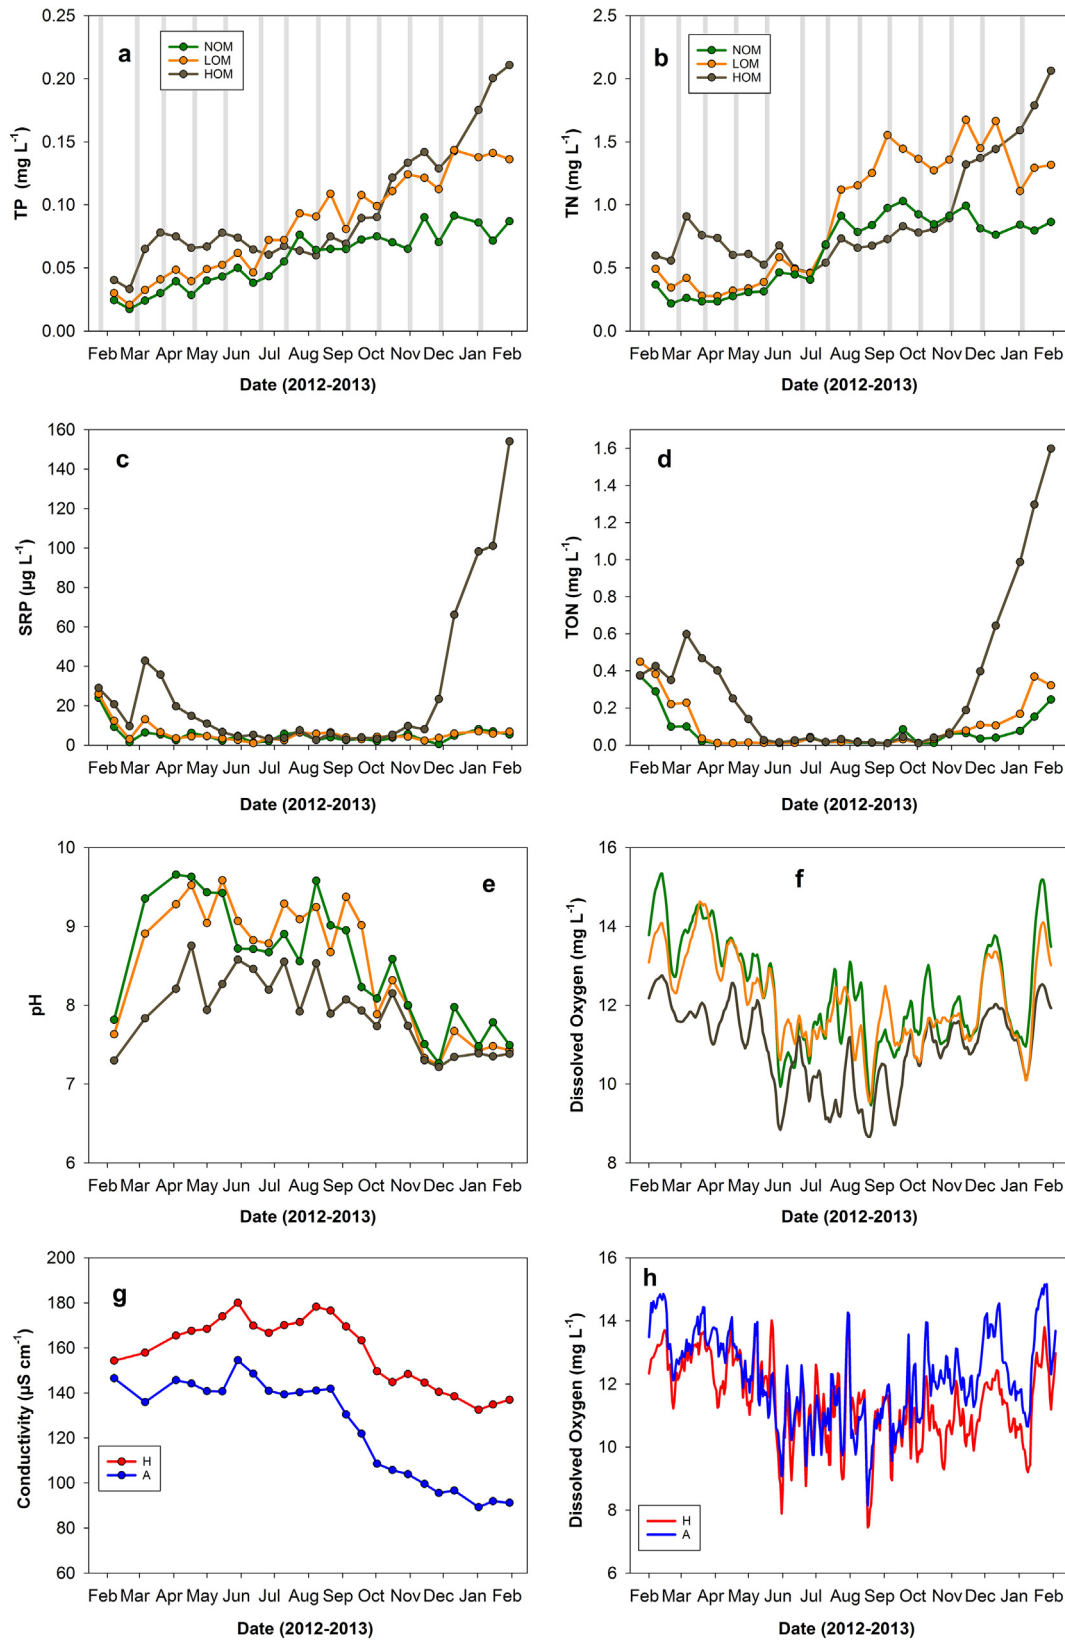 a
NOM
LOM
HOM
TP (mg L-1)
0.25
0.20
0.15
0.10
0.05
0.00
Feb Mar Apr May Jun Jul Aug Sep Oct Nov Dec Jan Feb
Date (2012-2013)
b
NOM
LOM
HOM
TN (mg L-1)
2.5
2.0
1.5
1.0
0.5
0.0
Feb Mar Apr May Jun Jul Aug Sep Oct Nov Dec Jan Feb
Date (2012-2013)
c
SRP (µg L-1)
160
140
120
100
80
60
40
20
0
Feb Mar Apr May Jun Jul Aug Sep Oct Nov Dec Jan Feb
Date (2012-2013)
d
TON (mg L-1)
1.6
1.4
1.2
1.0
0.8
0.6
0.4
0.2
0.0
Feb Mar Apr May Jun Jul Aug Sep Oct Nov Dec Jan Feb
Date (2012-2013)
e
pH
10
9
8
7
6
Feb Mar Apr May Jun Jul Aug Sep Oct Nov Dec Jan Feb
Date (2012-2013)
f
Dissolved Oxygen (mg L-1)
16
14
12
10
8
Feb Mar Apr May Jun Jul Aug Sep Oct Nov Dec Jan Feb
Date (2012-2013)
g
Conductivity (µS cm-1)
200
180
160
140
120
100
80
60
H
A
Feb Mar Apr May Jun Jul Aug Sep Oct Nov Dec Jan Feb
Date (2012-2013)
h
Dissolved Oxygen (mg L-1)
16
14
12
10
8
6
H
A
Feb Mar Apr May Jun Jul Aug Sep Oct Nov Dec Jan Feb
Date (2012-2013)